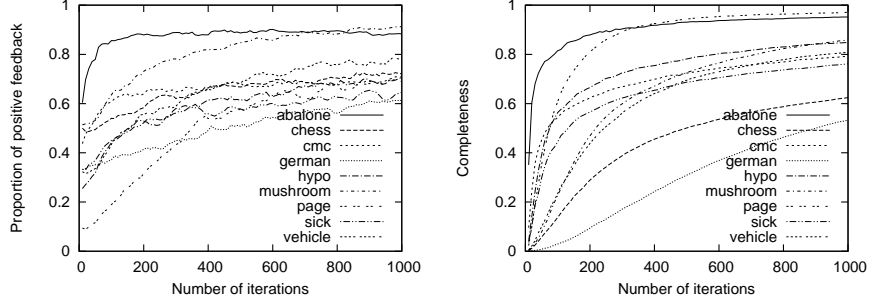 1
0.8
0.6
0.4
0.2
0
0
200
400
600
800
1000
Proportion of positive feedback
Number of iterations
abalone
chess
cmc
german
hypo
mushroom
page
sick
vehicle
1
0.8
0.6
0.4
0.2
0
0
200
400
600
800
1000
Completeness
Number of iterations
abalone
chess
cmc
german
hypo
mushroom
page
sick
vehicle